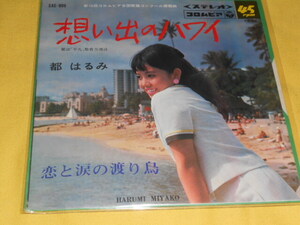 想い出のハワイ
<ステレオ>
コロムビア
45
都 はるみ
恋と涙の渡り鳥
HARUMI MIYAKO